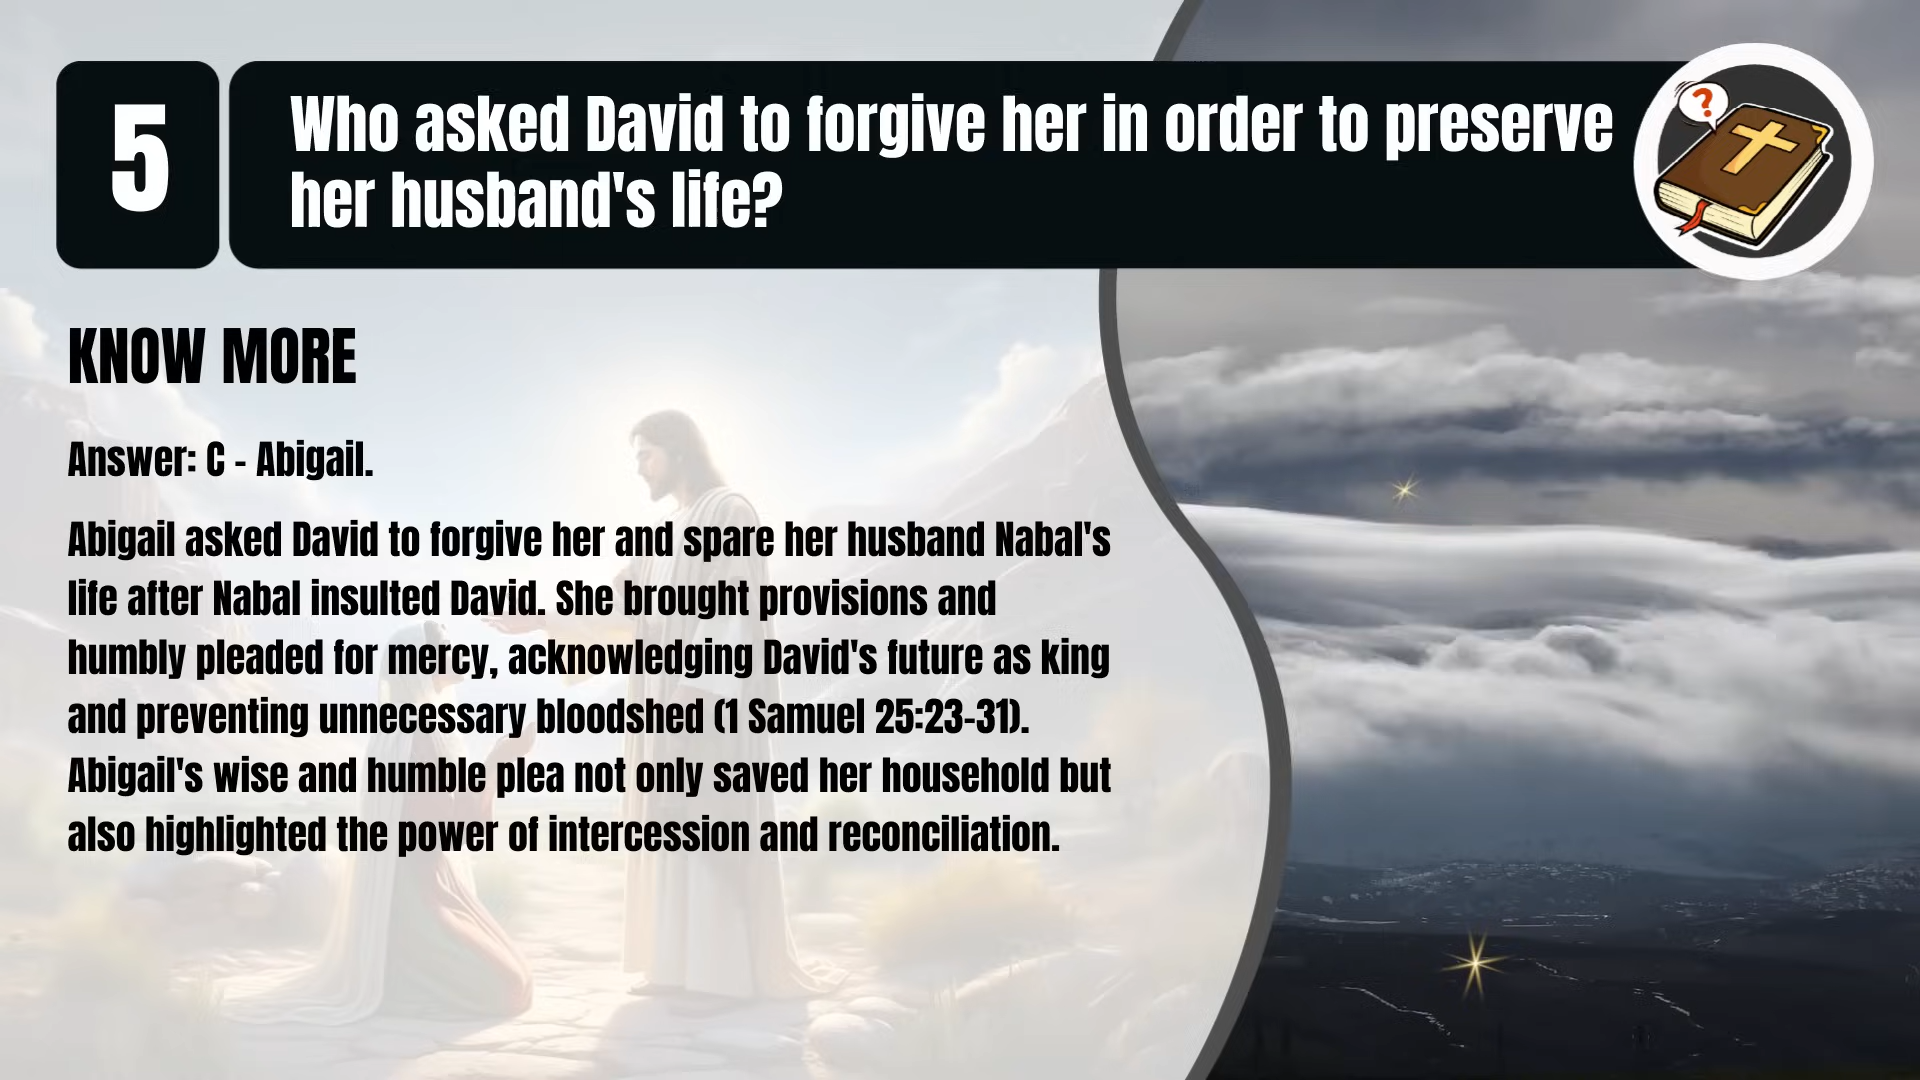 5
Who asked David to forgive her in order to preserve
her husband's life?
?
KNOW MORE
Answer: C - Abigail.
Abigail asked David to forgive her and spare her husband Nabal's
life after Nabal insulted David. She brought provisions and
humbly pleaded for mercy, acknowledging David's future as king
and preventing unnecessary bloodshed (1 Samuel 25:23-31).
Abigail's wise and humble plea not only saved her household but
also highlighted the power of intercession and reconciliation.